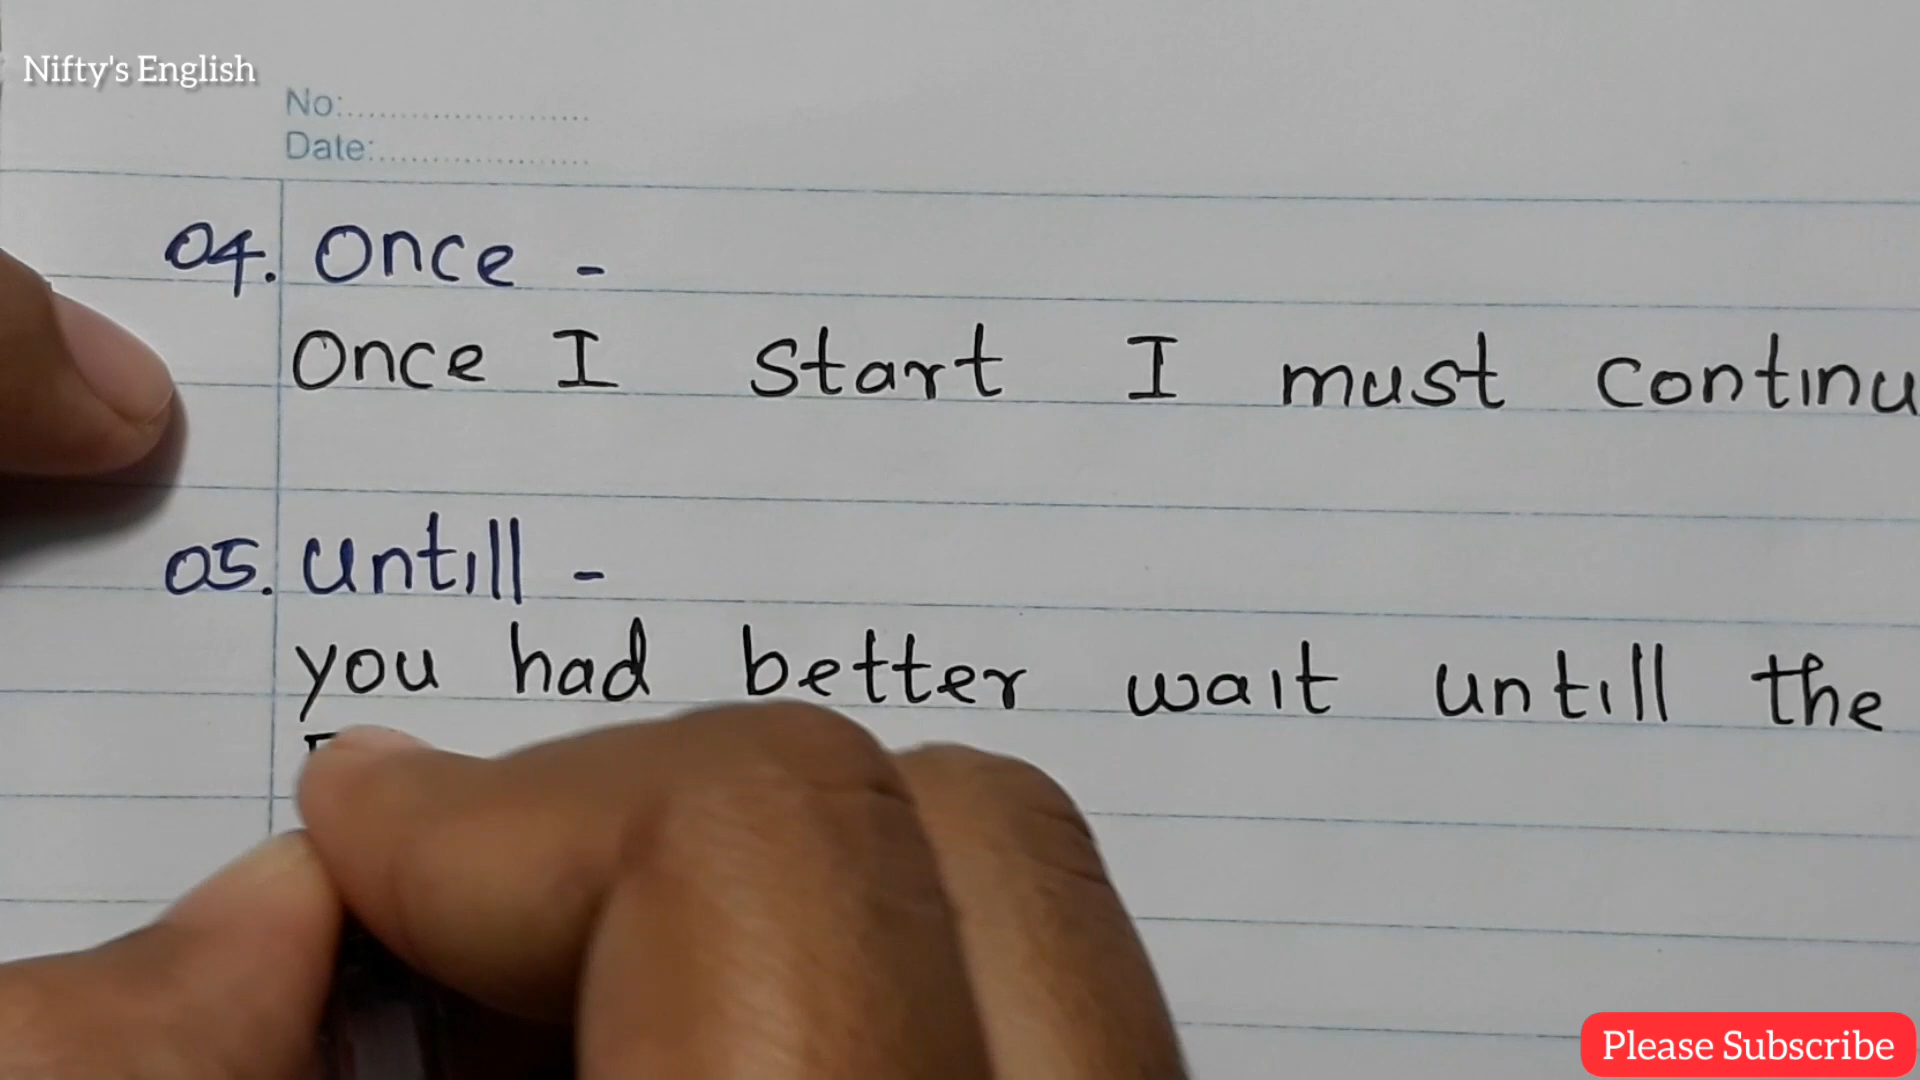 Nifty's English
No:
Date:
04. Once -
Once I start I must continu
05. Untill -
you had better wait untill the
Please Subscribe